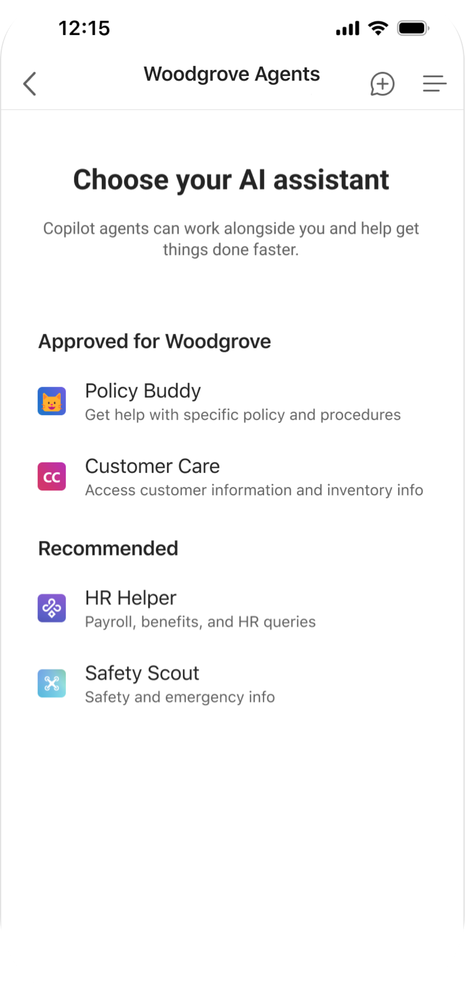 12:15
Woodgrove Agents
Choose your AI assistant
Copilot agents can work alongside you and help get
things done faster.
Approved for Woodgrove
Policy Buddy
Get help with specific policy and procedures
CC
Customer Care
Access customer information and inventory info
Recommended
HR Helper
Payroll, benefits, and HR queries
Safety Scout
Safety and emergency info